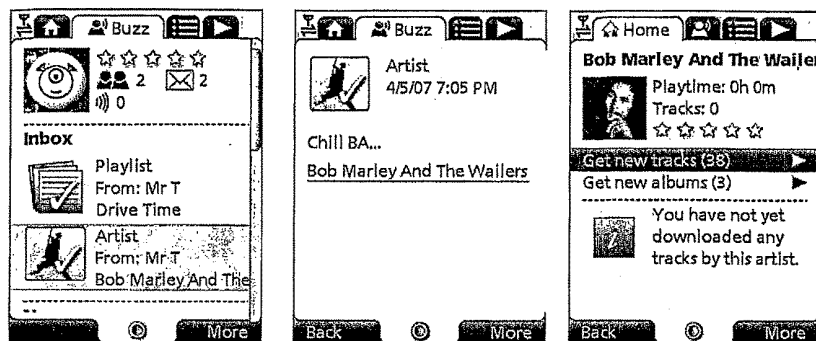 Buzz
2
2
0
Inbox
Playlist
From: Mr T
Drive Time
Artist
From: Mr T
Bob Marley And The
More
Buzz
Artist
4/5/07 7:05 PM
Chill BA...
Bob Marley And The Wailers
Back
More
Home
Bob Marley And The Wailer
Playtime: 0h 0m
Tracks: 0
Get new tracks (38)
Get new albums (3)
You have not yet
downloaded any
tracks by this artist.
Back
More